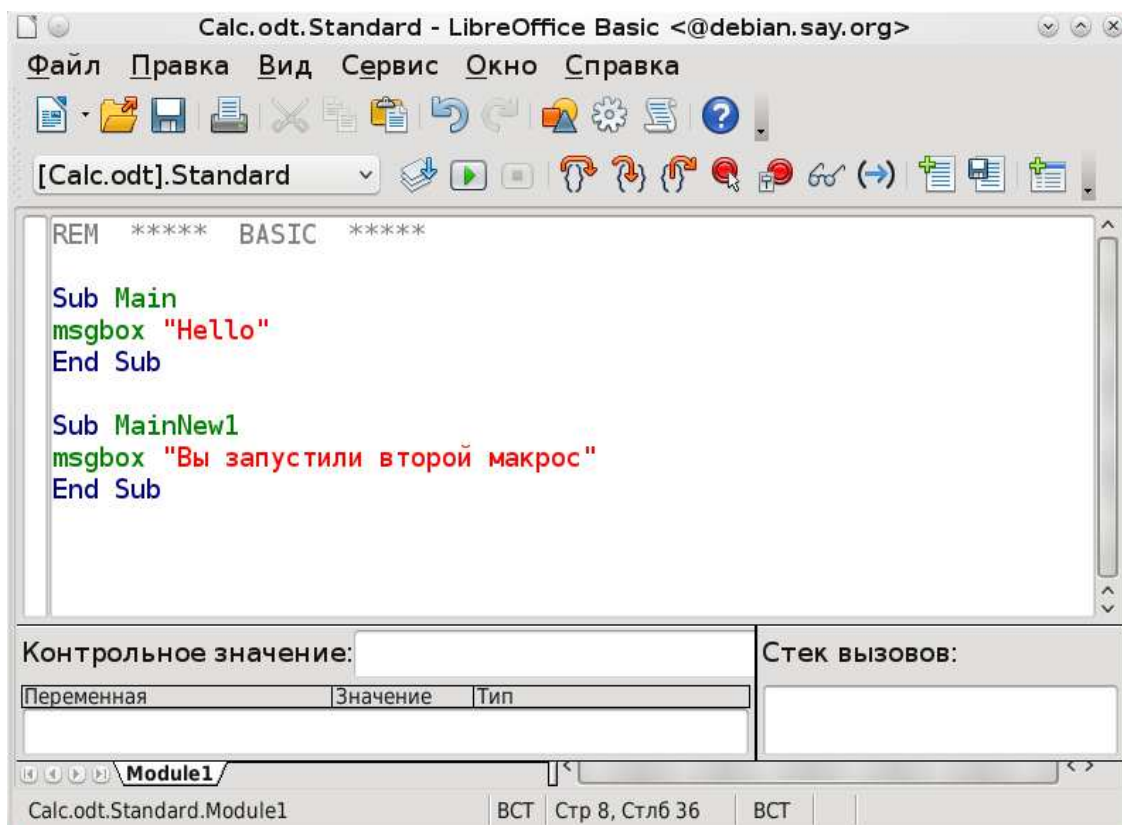 Calc.odt.Standard - LibreOffice Basic <@debian.say.org>
Файл Правка Вид Сервис Окно Справка
[Calc.odt].Standard
REM ***** BASIC *****
Sub Main
msgbox "Hello"
End Sub
Sub MainNew1
msgbox "Вы запустили второй макрос"
End Sub
Контрольное значение:
Стек вызовов:
Переменная Значение Тип
Module1
Calc.odt.Standard.Module1 ВСТ Стр 8, Стлб 36 ВСТ